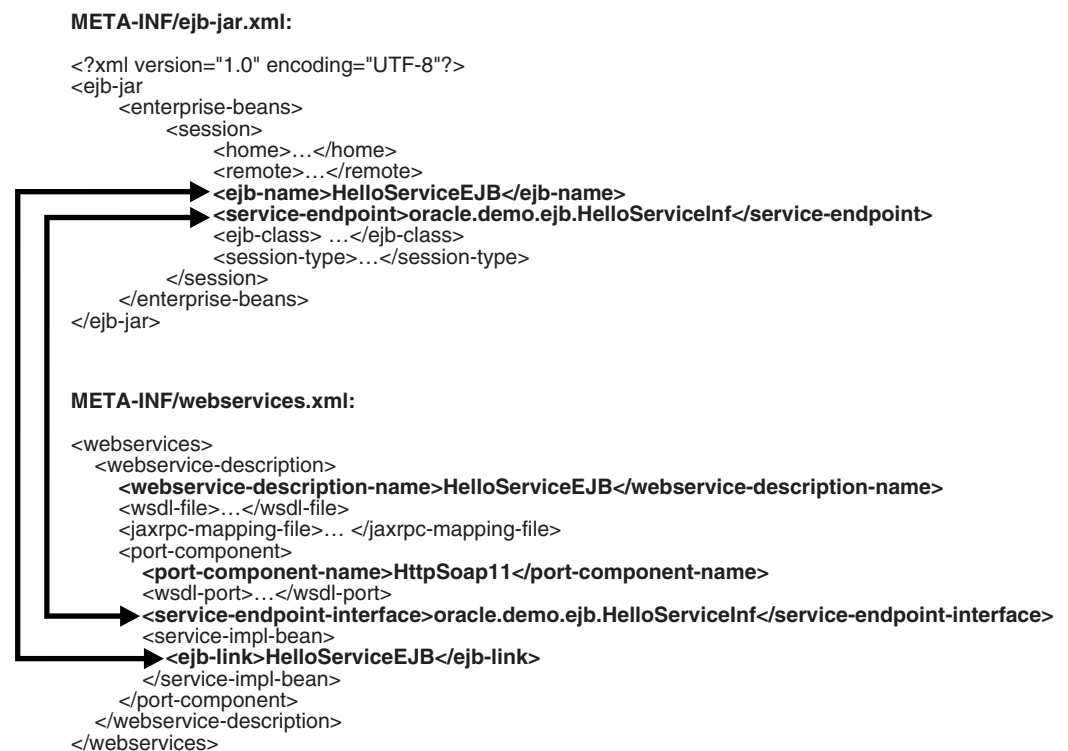 META-INF/ejb-jar.xml:
<?xml version="1.0" encoding="UTF-8"?>
<ejb-jar
<enterprise-beans>
<session>
<home>…</home>
<remote>…</remote>
<ejb-name>HelloServiceEJB</ejb-name>
<service-endpoint>oracle.demo.ejb.HelloServiceInf</service-endpoint>
<ejb-class> …</ejb-class>
<session-type>…</session-type>
</session>
</enterprise-beans>
</ejb-jar>
META-INF/webservices.xml:
<webservices>
<webservice-description>
<webservice-description-name>HelloServiceEJB</webservice-description-name>
<wsdl-file>…</wsdl-file>
<jaxrpc-mapping-file>… </jaxrpc-mapping-file>
<port-component>
<port-component-name>HttpSoap11</port-component-name>
<wsdl-port>…</wsdl-port>
<service-endpoint-interface>oracle.demo.ejb.HelloServiceInf</service-endpoint-interface>
<service-impl-bean>
<ejb-link>HelloServiceEJB</ejb-link>
</service-impl-bean>
</port-component>
</webservice-description>
</webservices>